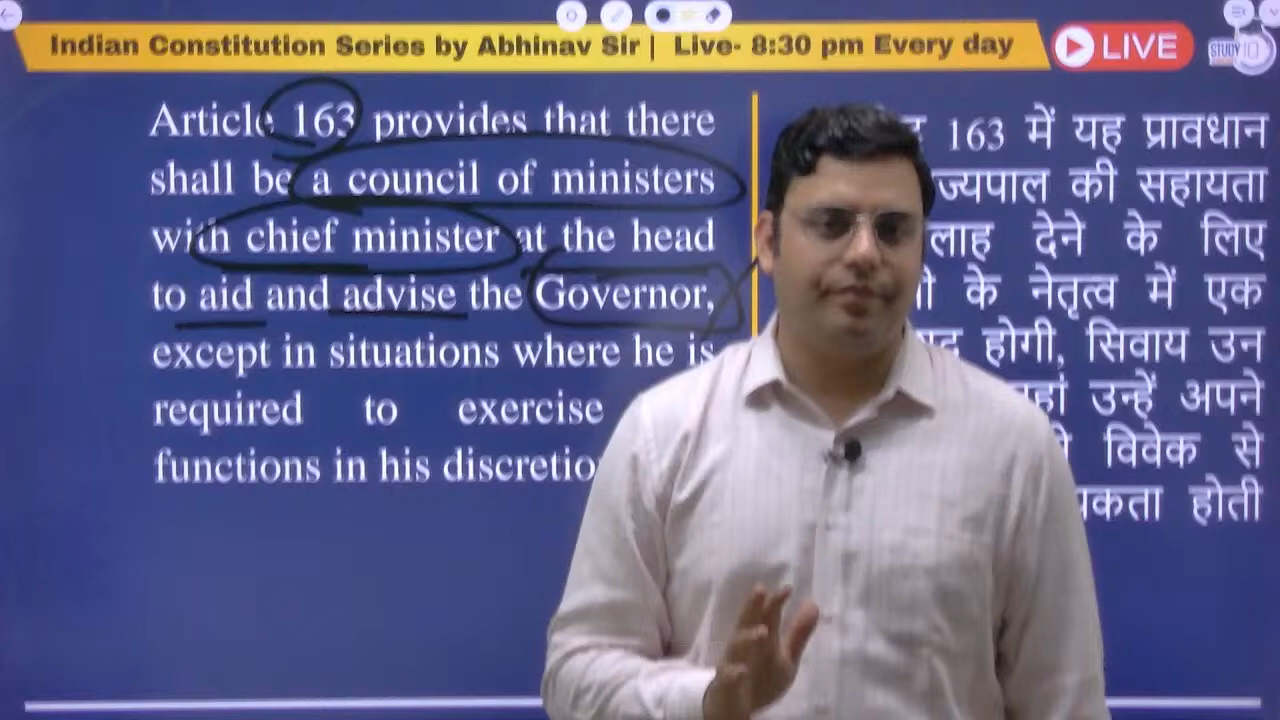 Indian Constitution Series by Abhinav Sir | Live- 8:30 pm Every day
LIVE
STUDY
Article 163 provides that there
shall be a council of ministers
with chief minister at the head
to aid and advise the Governor,
except in situations where he is
required to exercise
functions in his
163 में यह प्रावधान
की सहायता
देने के लिए
के नेतृत्व में एक
होगी, सिवाय उन
उन्हें अपने
विवेक से
होती